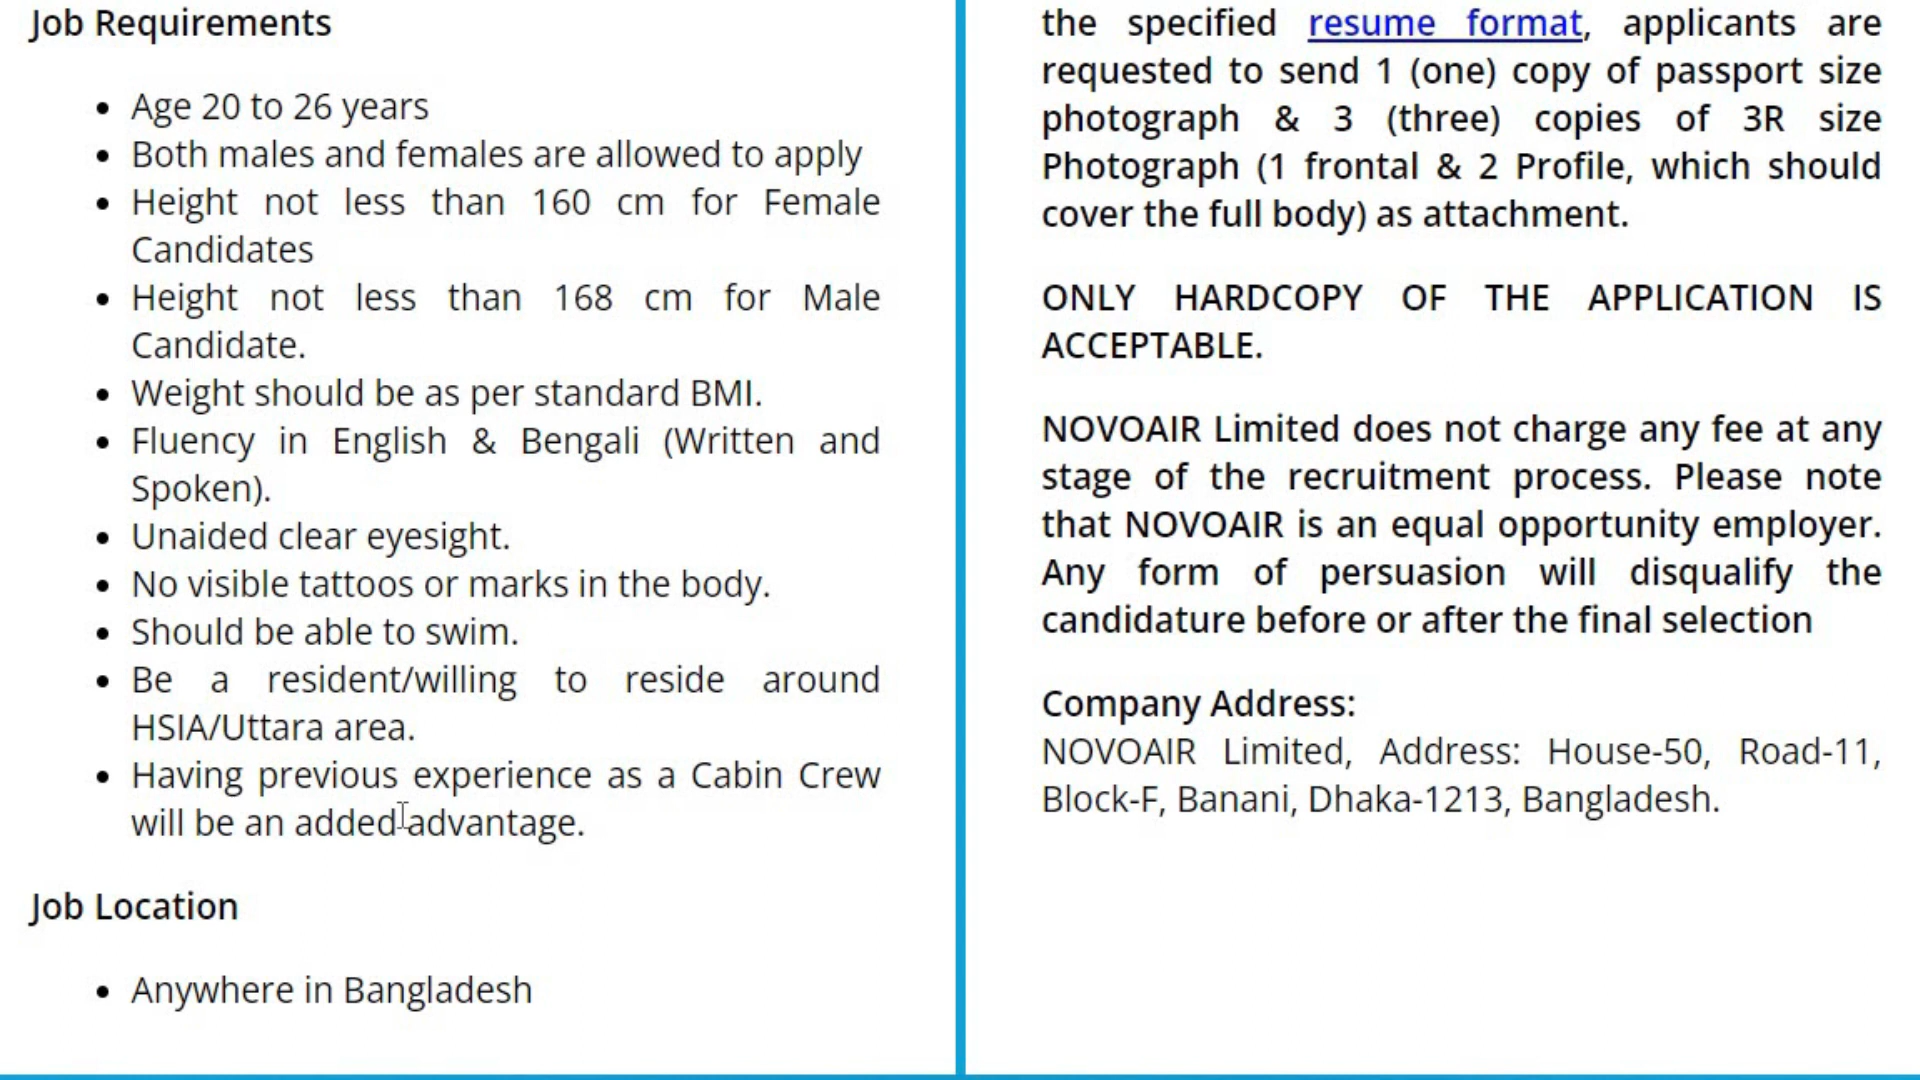 Job Requirements
Age 20 to 26 years
Both males and females are allowed to apply
Height not less than 160 cm for Female
Candidates
Height not less than 168 cm for Male
Candidate.
Weight should be as per standard BMI.
Fluency in English & Bengali (Written and
Spoken).
Unaided clear eyesight.
No visible tattoos or marks in the body.
Should be able to swim.
Be a resident/willing to reside around
HSIA/Uttara area.
Having previous experience as a Cabin Crew
will be an added advantage.
Job Location
Anywhere in Bangladesh
the specified resume format, applicants are
requested to send 1 (one) copy of passport size
photograph & 3 (three) copies of 3R size
Photograph (1 frontal & 2 Profile, which should
cover the full body) as attachment.
ONLY HARDCOPY OF THE APPLICATION IS
ACCEPTABLE.
NOVOAIR Limited does not charge any fee at any
stage of the recruitment process. Please note
that NOVOAIR is an equal opportunity employer.
Any form of persuasion will disqualify the
candidature before or after the final selection
Company Address:
NOVOAIR Limited, Address: House-50, Road-11,
Block-F, Banani, Dhaka-1213, Bangladesh.